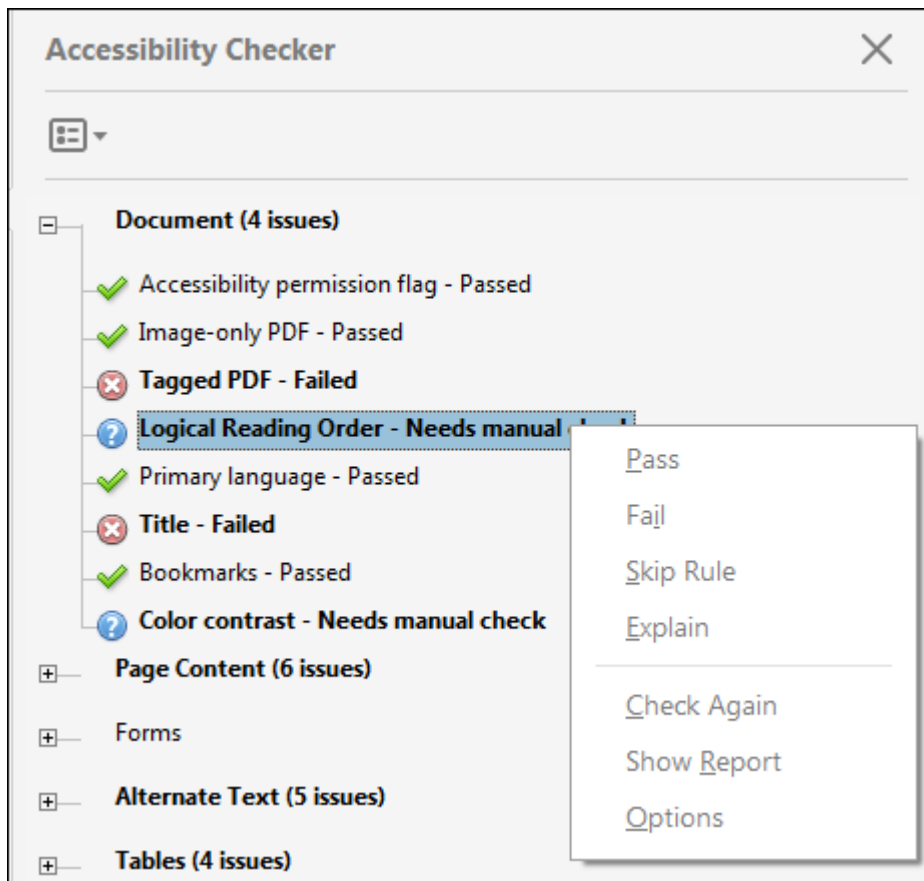 Accessibility Checker
Document (4 issues)
Accessibility permission flag - Passed
Image-only PDF - Passed
Tagged PDF - Failed
Logical Reading Order - Needs manual
Primary language - Passed
Title - Failed
Bookmarks - Passed
Color contrast - Needs manual check
Page Content (6 issues)
Forms
Alternate Text (5 issues)
Tables (4 issues)
Pass
Fail
Skip Rule
Explain
Check Again
Show Report
Options